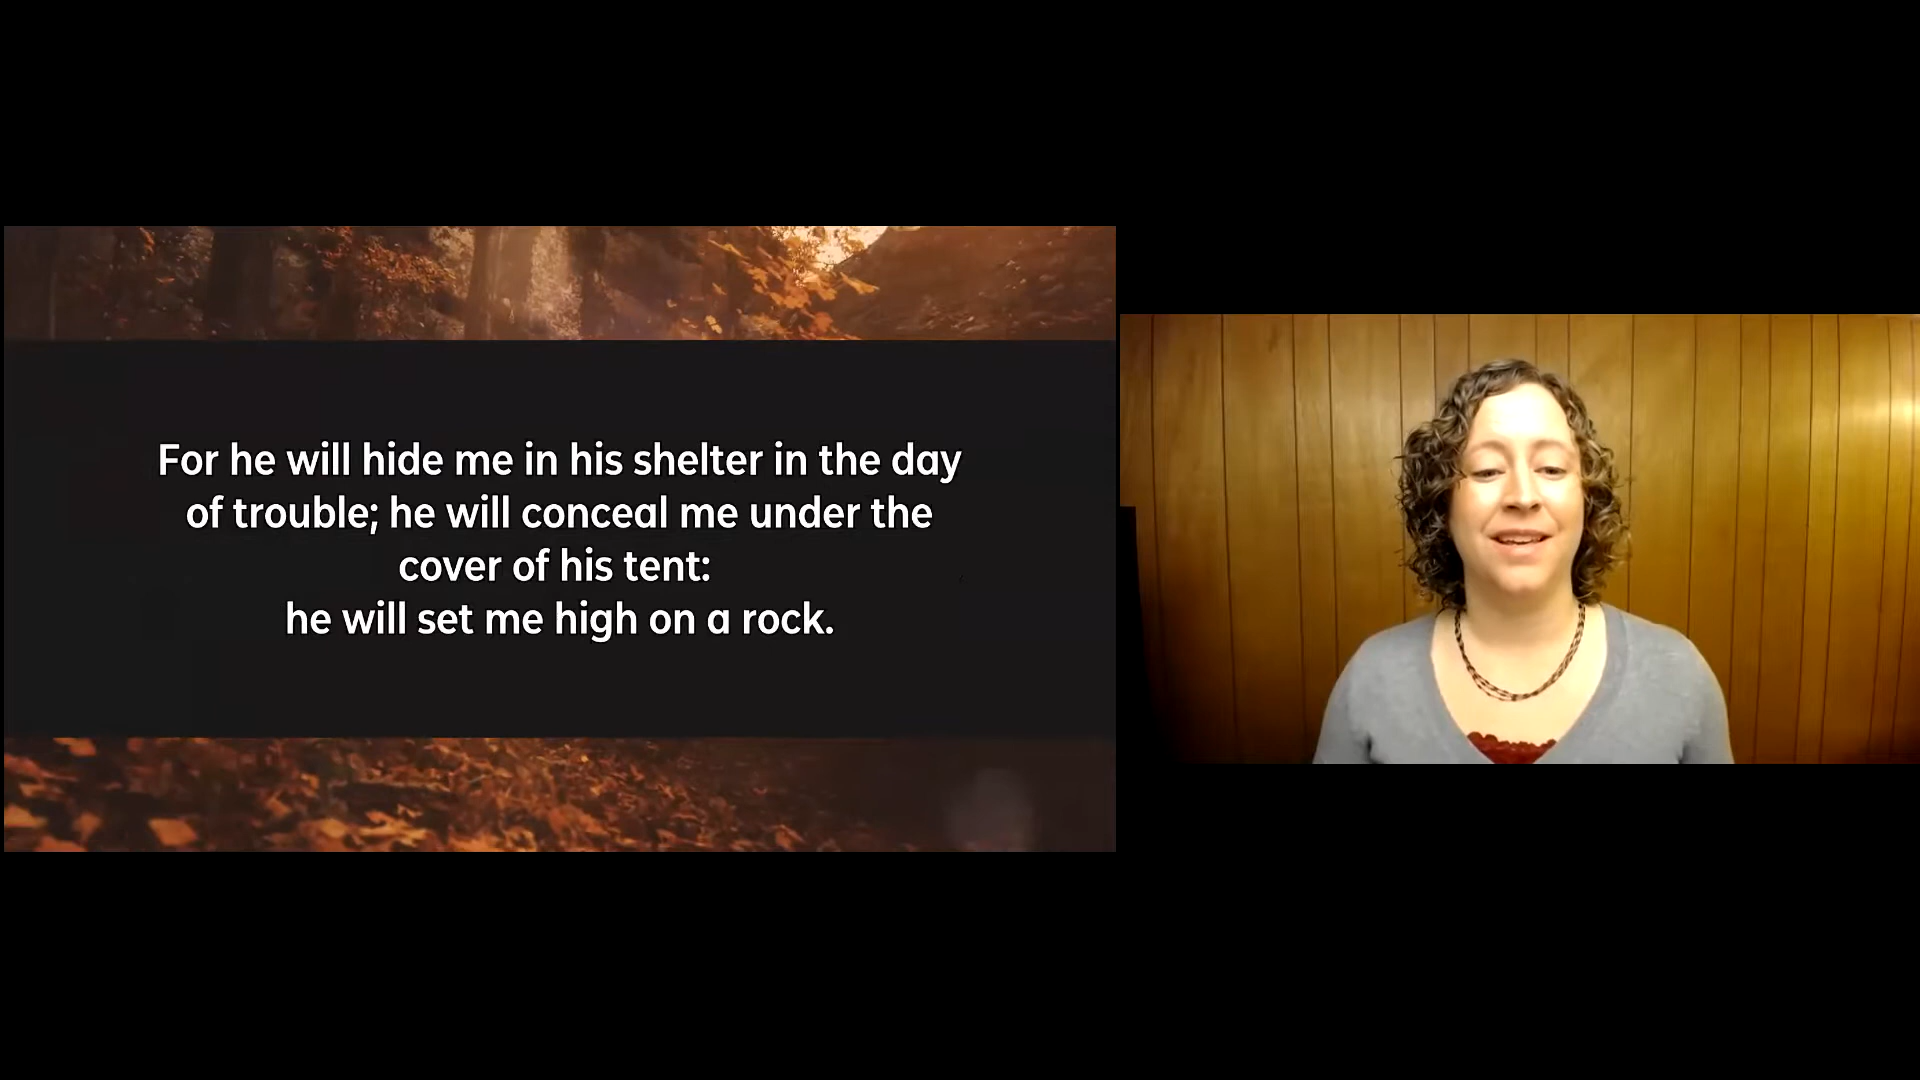 For he will hide me in his shelter in the day
of trouble; he will conceal me under the
cover of his tent:
he will set me high on a rock.